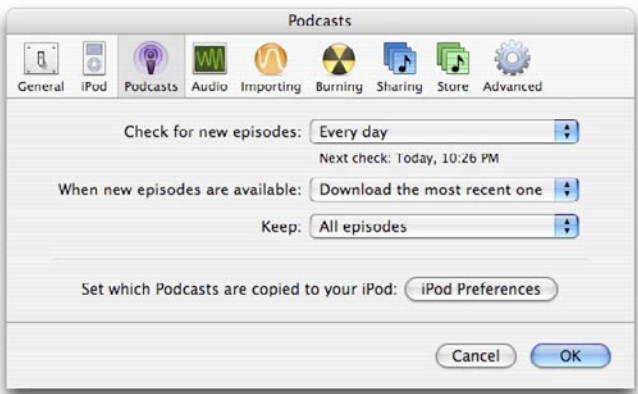 Podcasts
General iPod Podcasts Audio Importing Burning Sharing Store Advanced
Check for new episodes: Every day
Next check: Today, 10:26 PM
When new episodes are available: Download the most recent one
Keep: All episodes
Set which Podcasts are copied to your iPod: iPod Preferences
Cancel OK